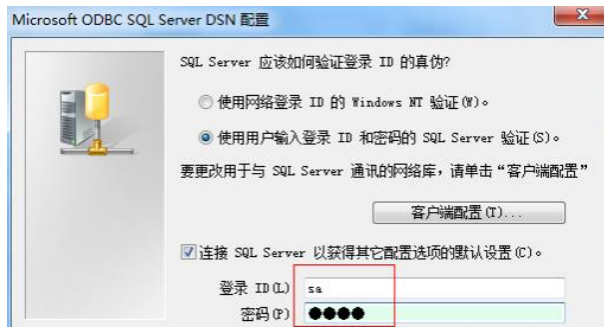 Microsoft ODBC SQL Server DSN 配置
SQL Server 应该如何验证登录 ID 的真伪?
使用网络登录 ID 的 Windows NT 验证(W)。
使用用户输入登录 ID 和密码的 SQL Server 验证(S)。
要更改用于与 SQL Server 通讯的网络库，请单击“客户端配置”
客户端配置(T)...
连接 SQL Server 以获得其它配置选项的默认设置(C)。
登录 ID(L) sa
密码(P) ●●●●